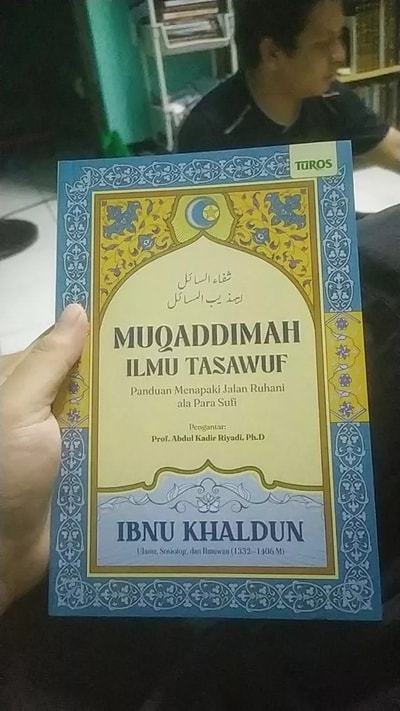 TUROS
شفاء السائل
لتهذيب المسائل
MUQADDIMAH
ILMU TASAWUF
Panduan Menapaki Jalan Ruhani
ala Para Sufi
Pengantar:
Prof. Abdul Kadir Riyadi, Ph.D
IBNU KHALDUN
Ulama, Sosiolog, dan Ilmuwan (1332–1406 M)